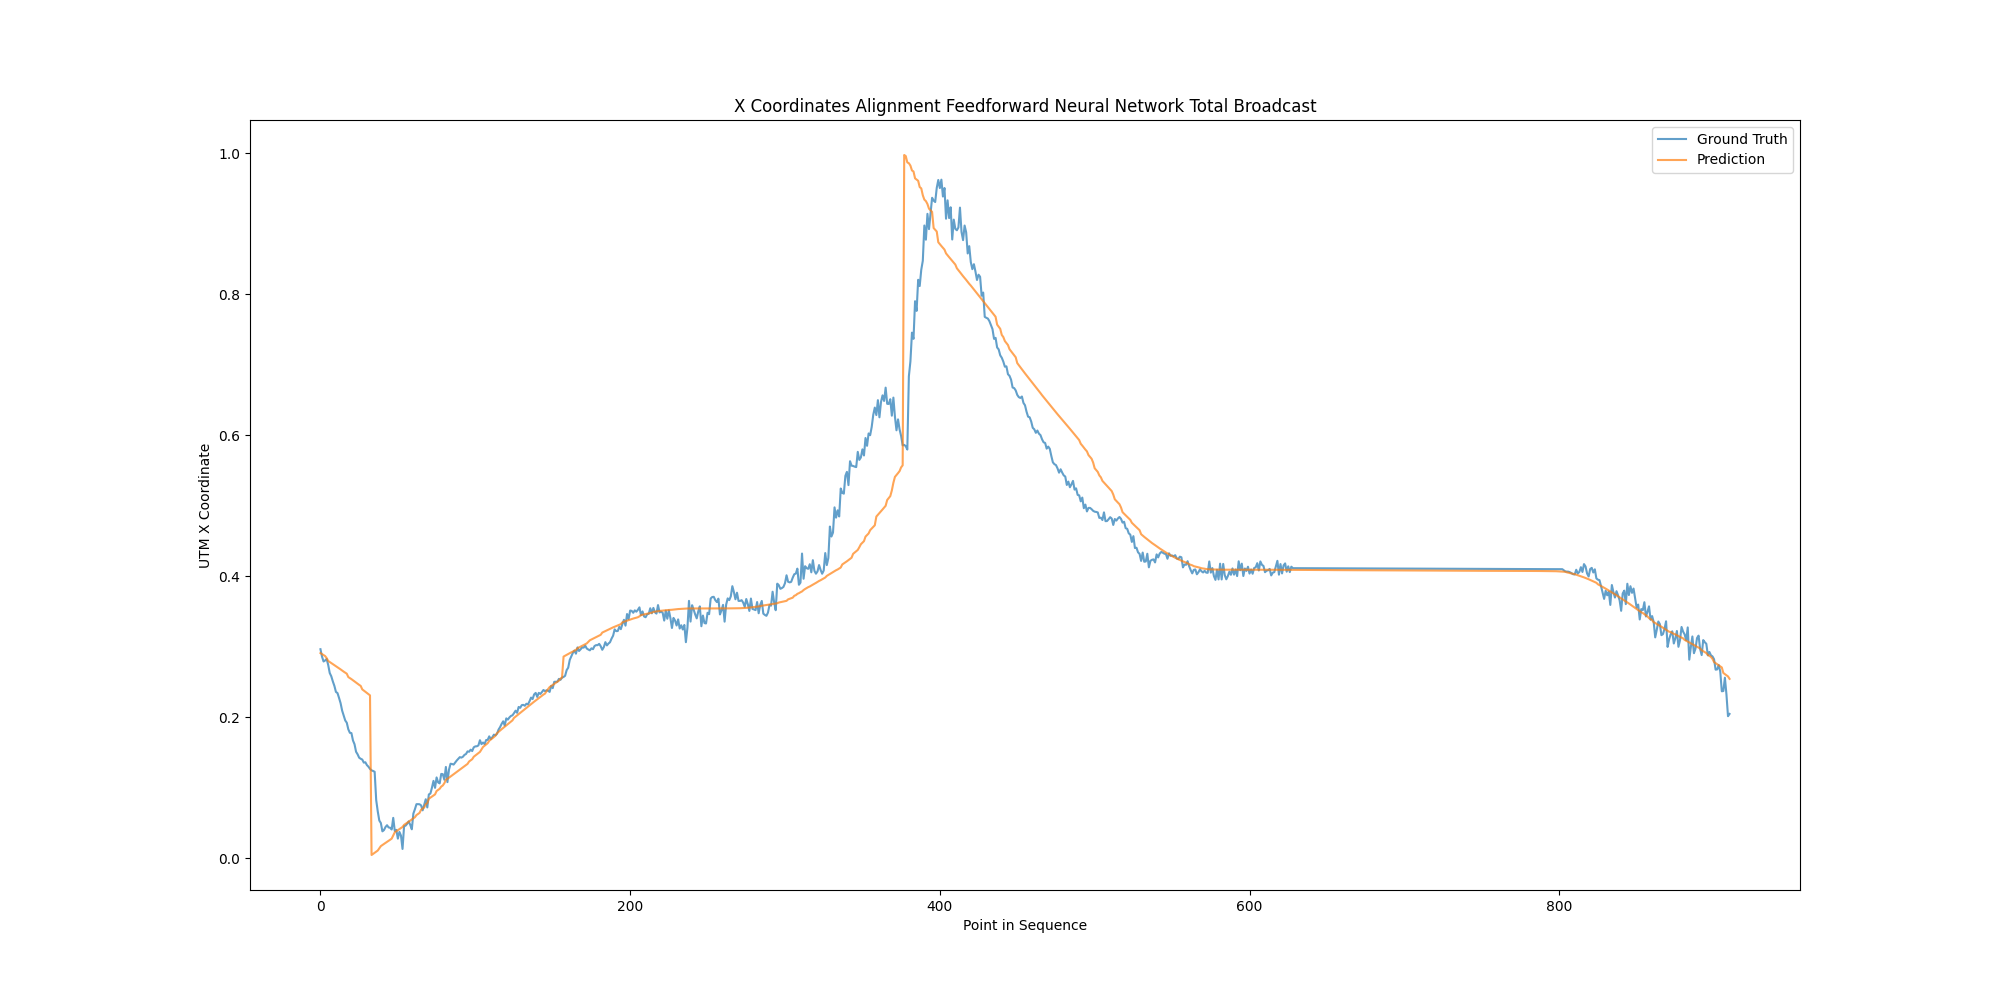 X Coordinates Alignment Feedforward Neural Network Total Broadcast
Ground Truth
Prediction
UTM X Coordinate
1.0
0.8
0.6
0.4
0.2
0.0
0 200 400 600 800
Point in Sequence